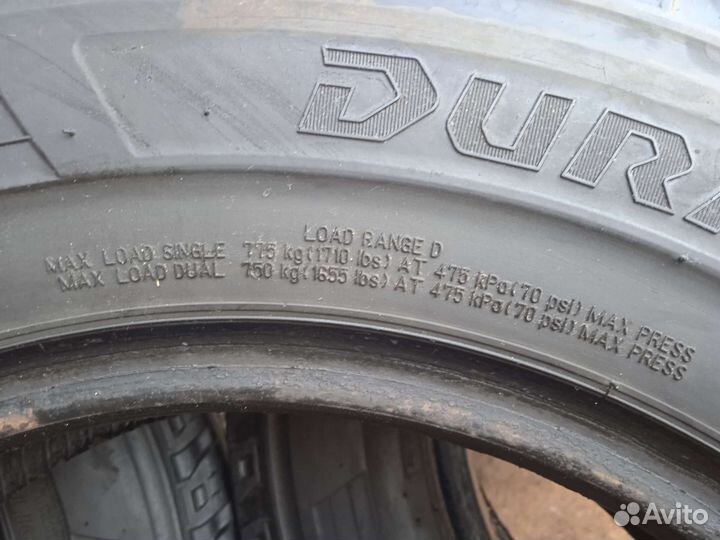 DURA
LOAD RANGE D
MAX LOAD SINGLE 775 kg(1710 lbs) AT 475 kPa(70 psi) MAX PRESS
MAX LOAD DUAL 750 kg(1655 lbs) AT 475 kPa(70 psi) MAX PRESS
Avito